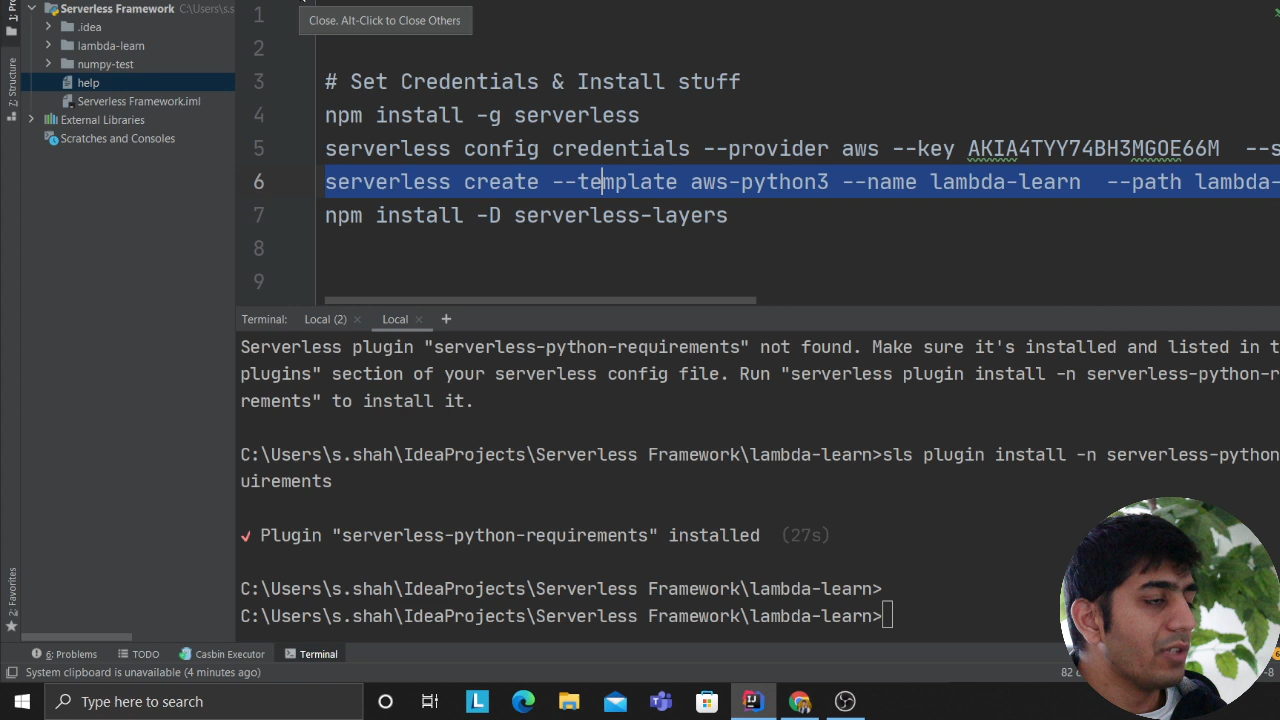 Serverless Framework C:\Users\s.s
.idea
lambda-learn
numpy-test
help
Serverless Framework.iml
External Libraries
Scratches and Consoles
Z: Structure
2: Favorites
Close. Alt-Click to Close Others
1
2
3 # Set Credentials & Install stuff
4 npm install -g serverless
5 serverless config credentials --provider aws --key AKIA4TYY74BH3MGOE66M --s
6 serverless create --template aws-python3 --name lambda-learn --path lambda-
7 npm install -D serverless-layers
8
9
Terminal: Local (2) × Local × +
Serverless plugin "serverless-python-requirements" not found. Make sure it's installed and listed in t
plugins" section of your serverless config file. Run "serverless plugin install -n serverless-python-r
rements" to install it.
C:\Users\s.shah\IdeaProjects\Serverless Framework\lambda-learn>sls plugin install -n serverless-python
uirements
✓ Plugin "serverless-python-requirements" installed (27s)
C:\Users\s.shah\IdeaProjects\Serverless Framework\lambda-learn>
C:\Users\s.shah\IdeaProjects\Serverless Framework\lambda-learn>
6: Problems TODO Casbin Executor Terminal
System clipboard is unavailable (4 minutes ago)
Type here to search